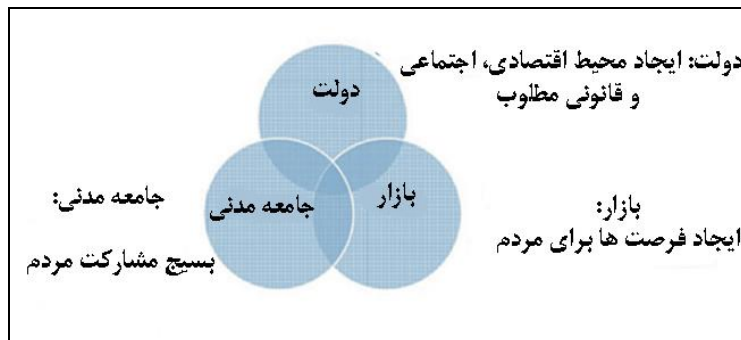 دولت: ایجاد محیط اقتصادی، اجتماعی
و قانونی مطلوب
دولت
بازار
جامعه مدنی
بازار:
ایجاد فرصت ها برای مردم
جامعه مدنی:
بسیج مشارکت مردم